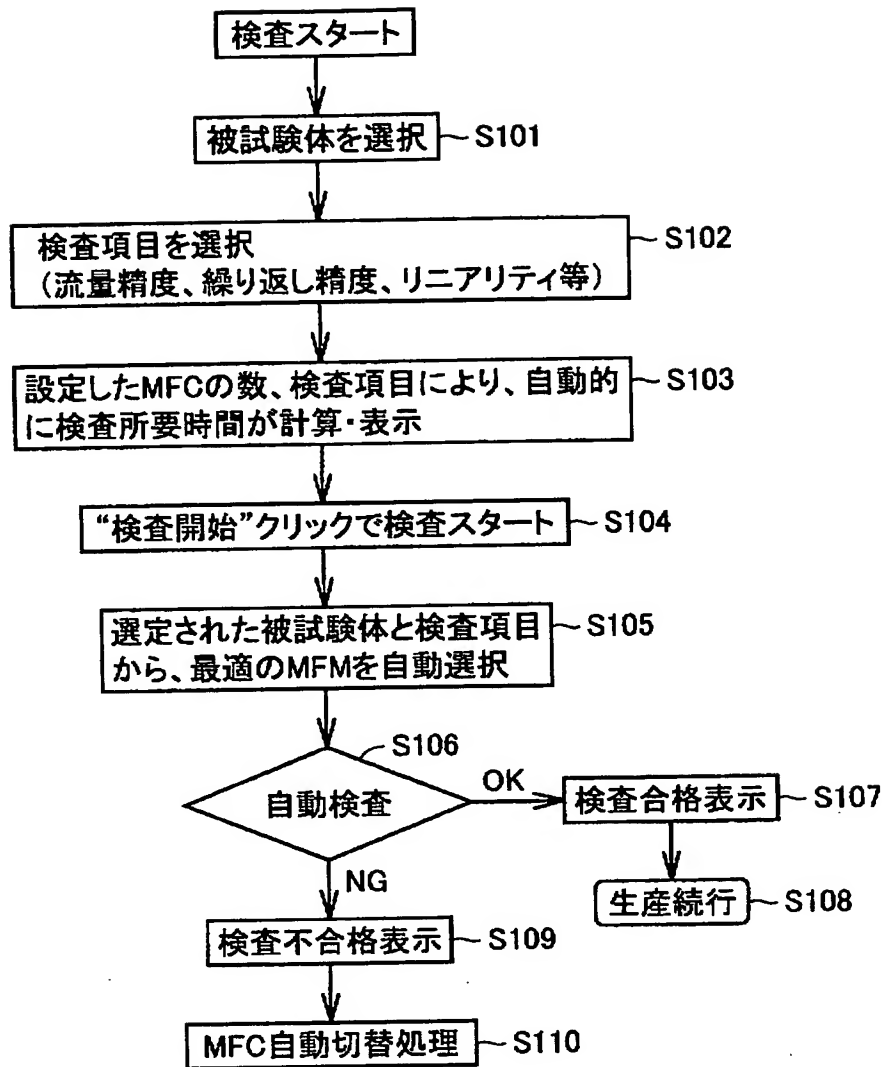 検査スタート
被試験体を選択 ~ S101
検査項目を選択 ~ S102
(流量精度、繰り返し精度、リニアリティ等)
設定したMFCの数、検査項目により、自動的 ~ S103
に検査所要時間が計算・表示
“検査開始”クリックで検査スタート ~ S104
選定された被試験体と検査項目 ~ S105
から、最適のMFMを自動選択
S106
自動検査
OK
検査合格表示 ~ S107
生産続行 ~ S108
NG
検査不合格表示 ~ S109
MFC自動切替処理 ~ S110